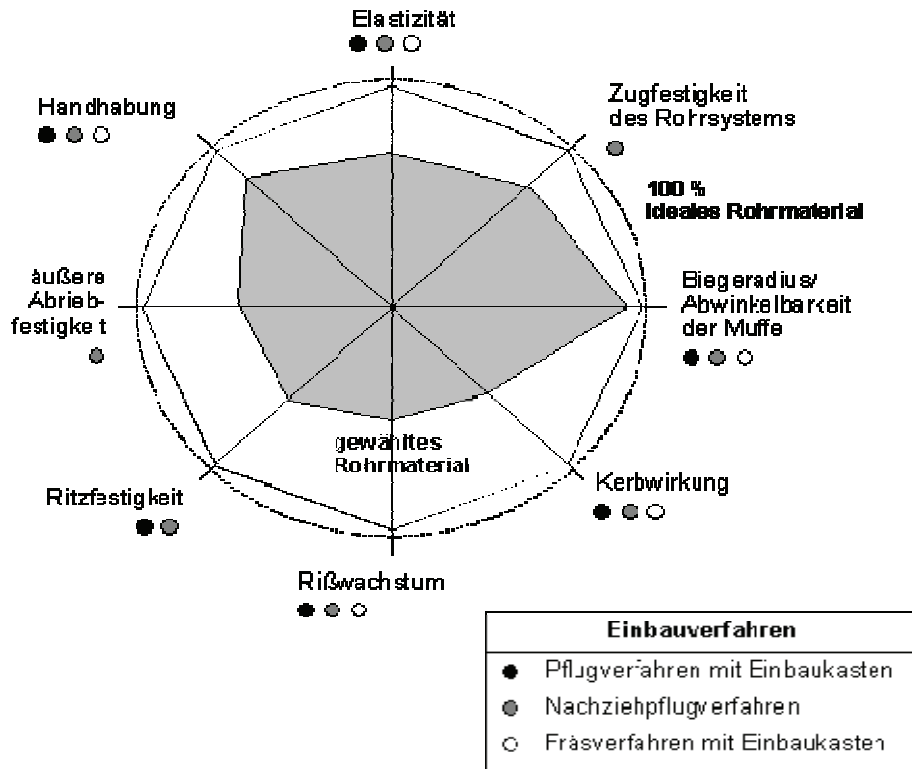 Elastizität
Handhabung
Zugfestigkeit
des Rohrsystems
100 %
Ideales Rohrmaterial
äußere
Abrieb-
festigkeit
Biegeradius/
Abwinkelbarkeit
der Muffe
gewähltes
Rohrmaterial
Ritzfestigkeit
Kerbwirkung
Rißwachstum
Einbauverfahren
Pflugverfahren mit Einbaukasten
Nachziehpflugverfahren
Fräsverfahren mit Einbaukasten